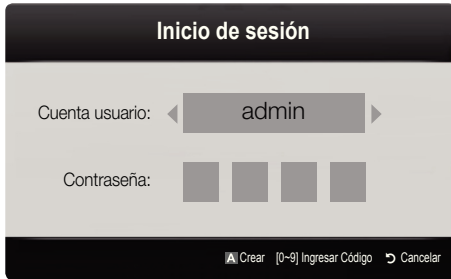 Inicio de sesión
Cuenta usuario: admin
Contraseña:
A Crear [0~9] Ingresar Código Cancelar